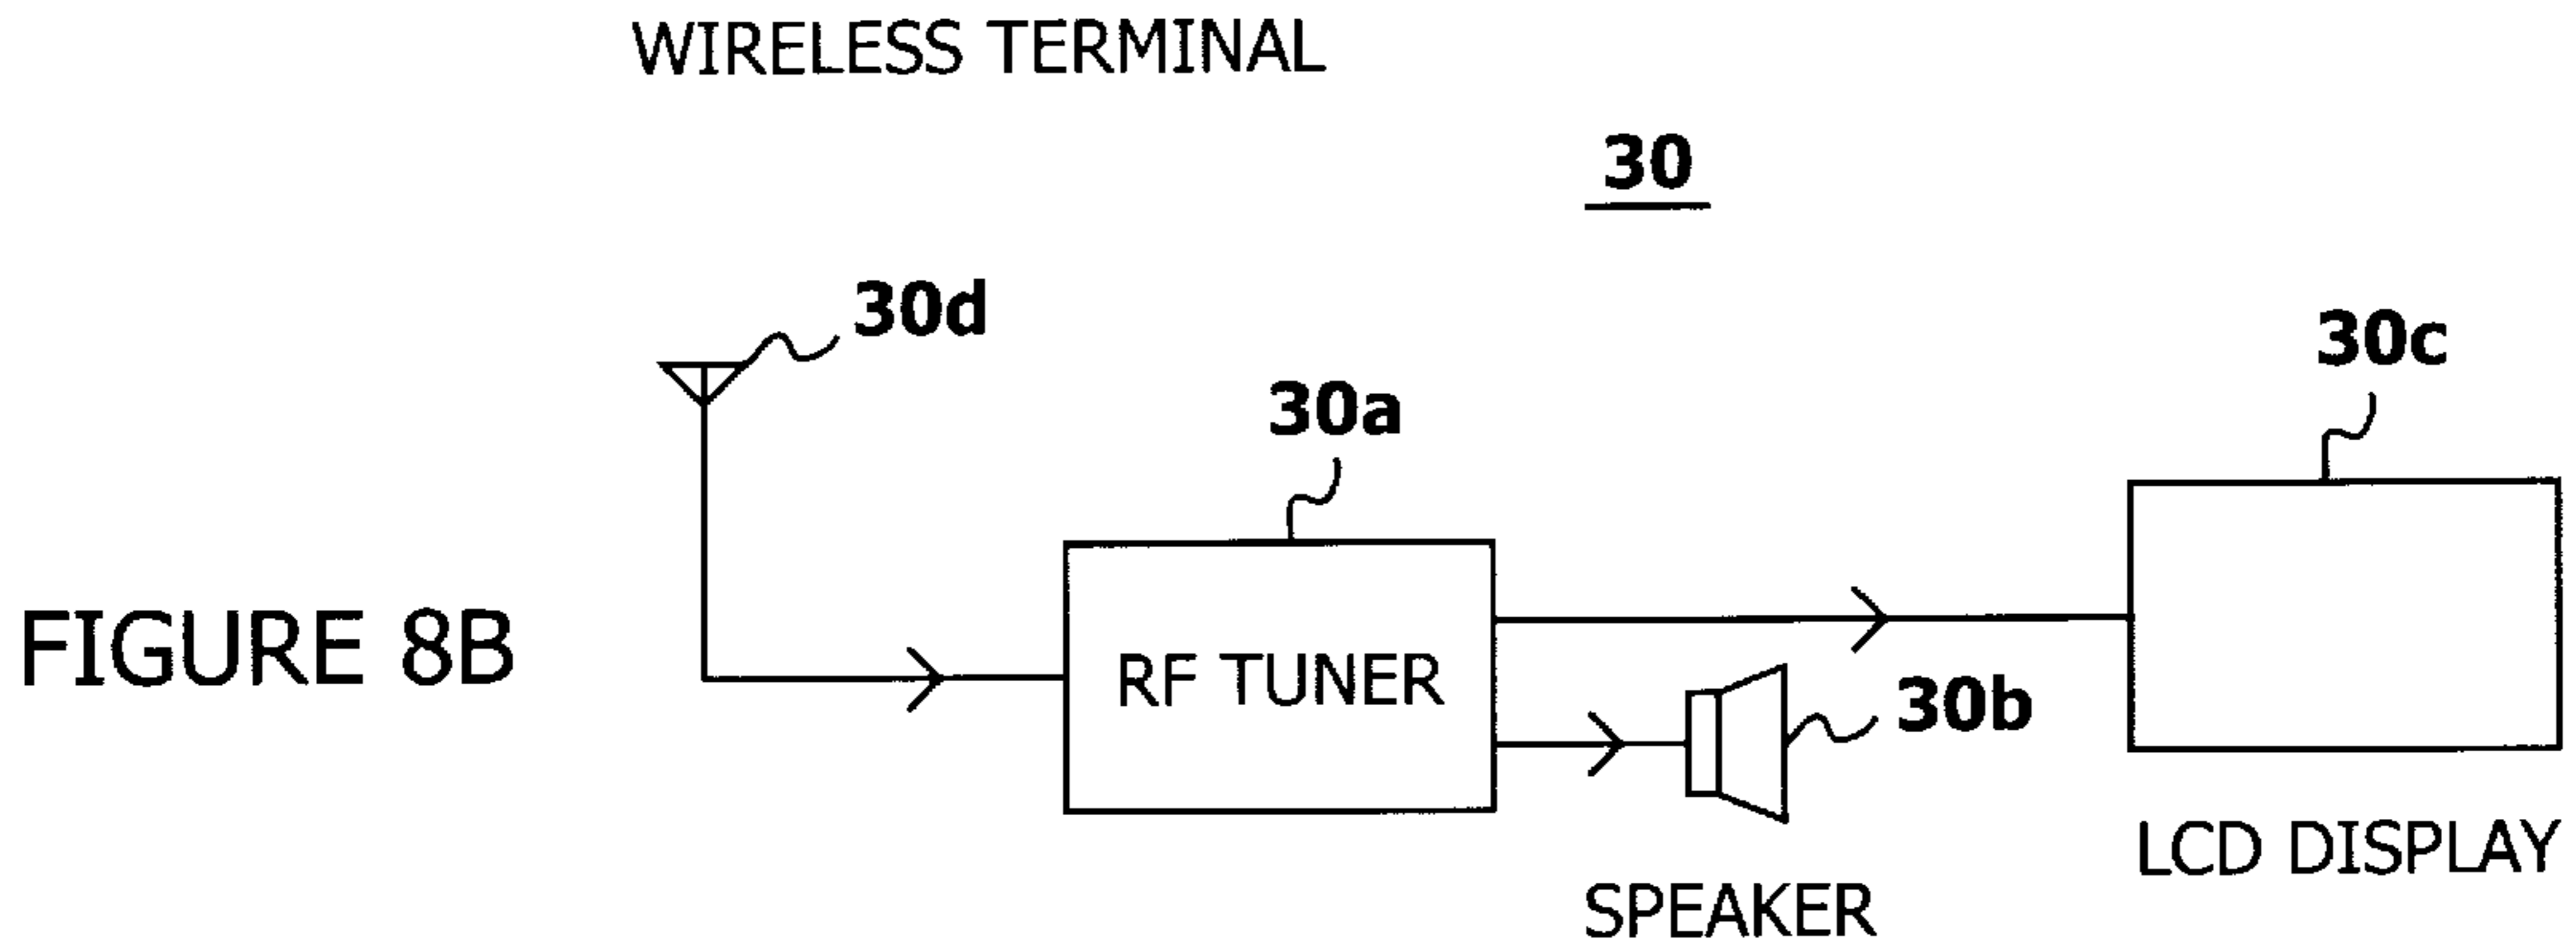 WIRELESS TERMINAL
30
30d
30c
30a
FIGURE 8B
RF TUNER
30b
LCD DISPLAY
SPEAKER